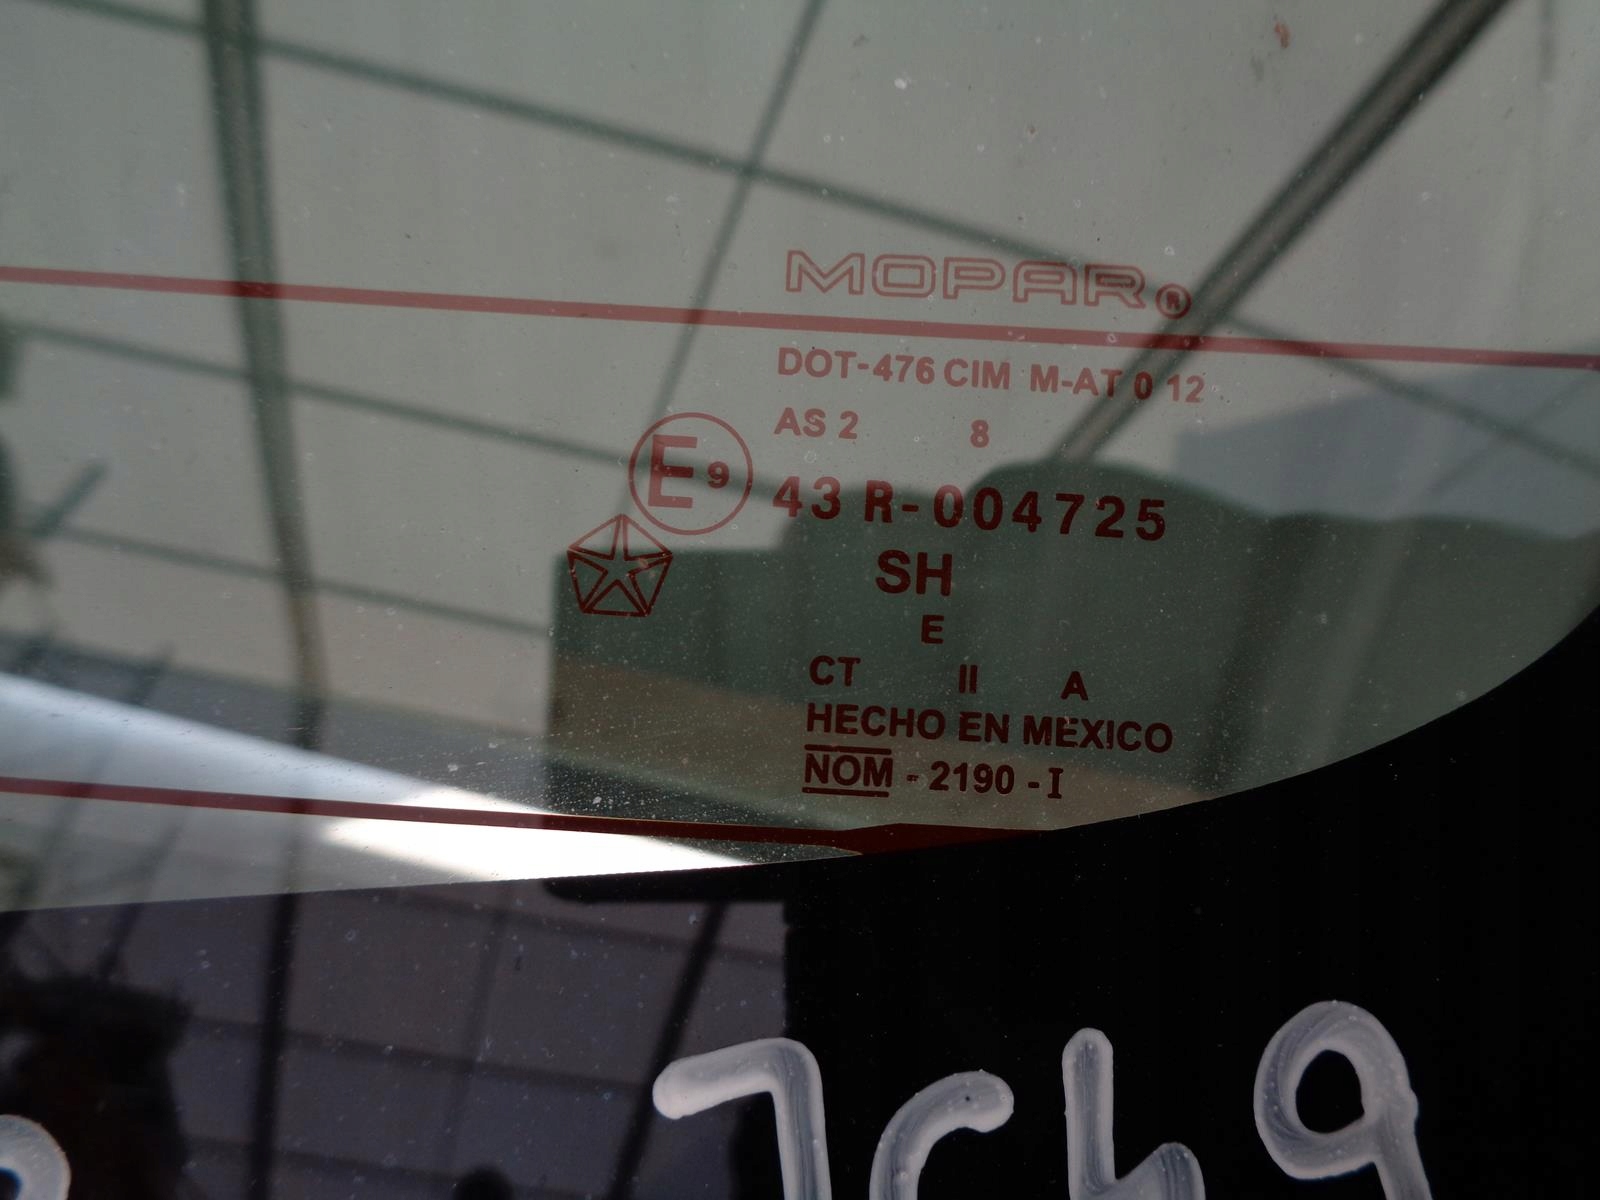 MOPAR®
DOT-476 CIM M-AT 0 12
AS 2 8
E9 43 R-004725
SH
E
CT II A
HECHO EN MEXICO
NOM - 2190 - I